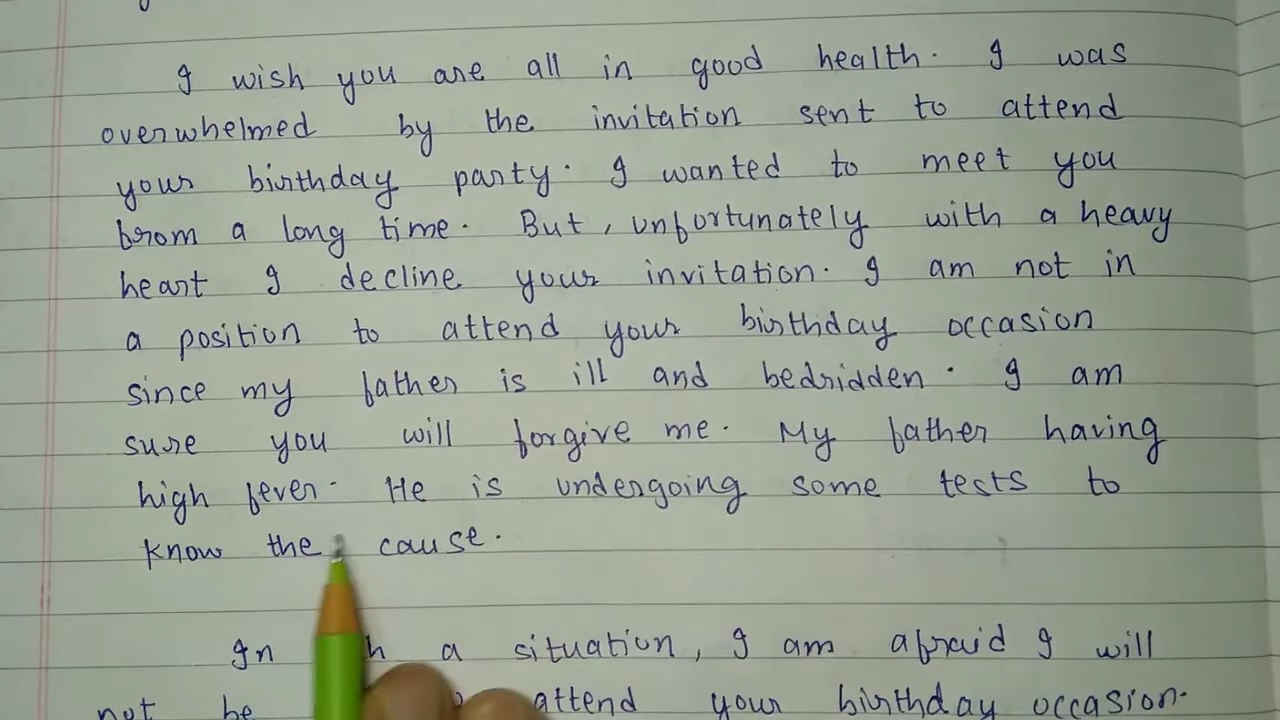 I wish you are all in good health. I was
overwhelmed by the invitation sent to attend
your birthday party. I wanted to meet you
from a long time. But, unfortunately with a heavy
heart I decline your invitation. I am not in
a position to attend your birthday occasion
since my father is ill and bedridden. I am
sure you will forgive me. My father having
high fever. He is undergoing some tests to
know the cause.
In a situation, I am afraid I will
not be attend your birthday occasion.